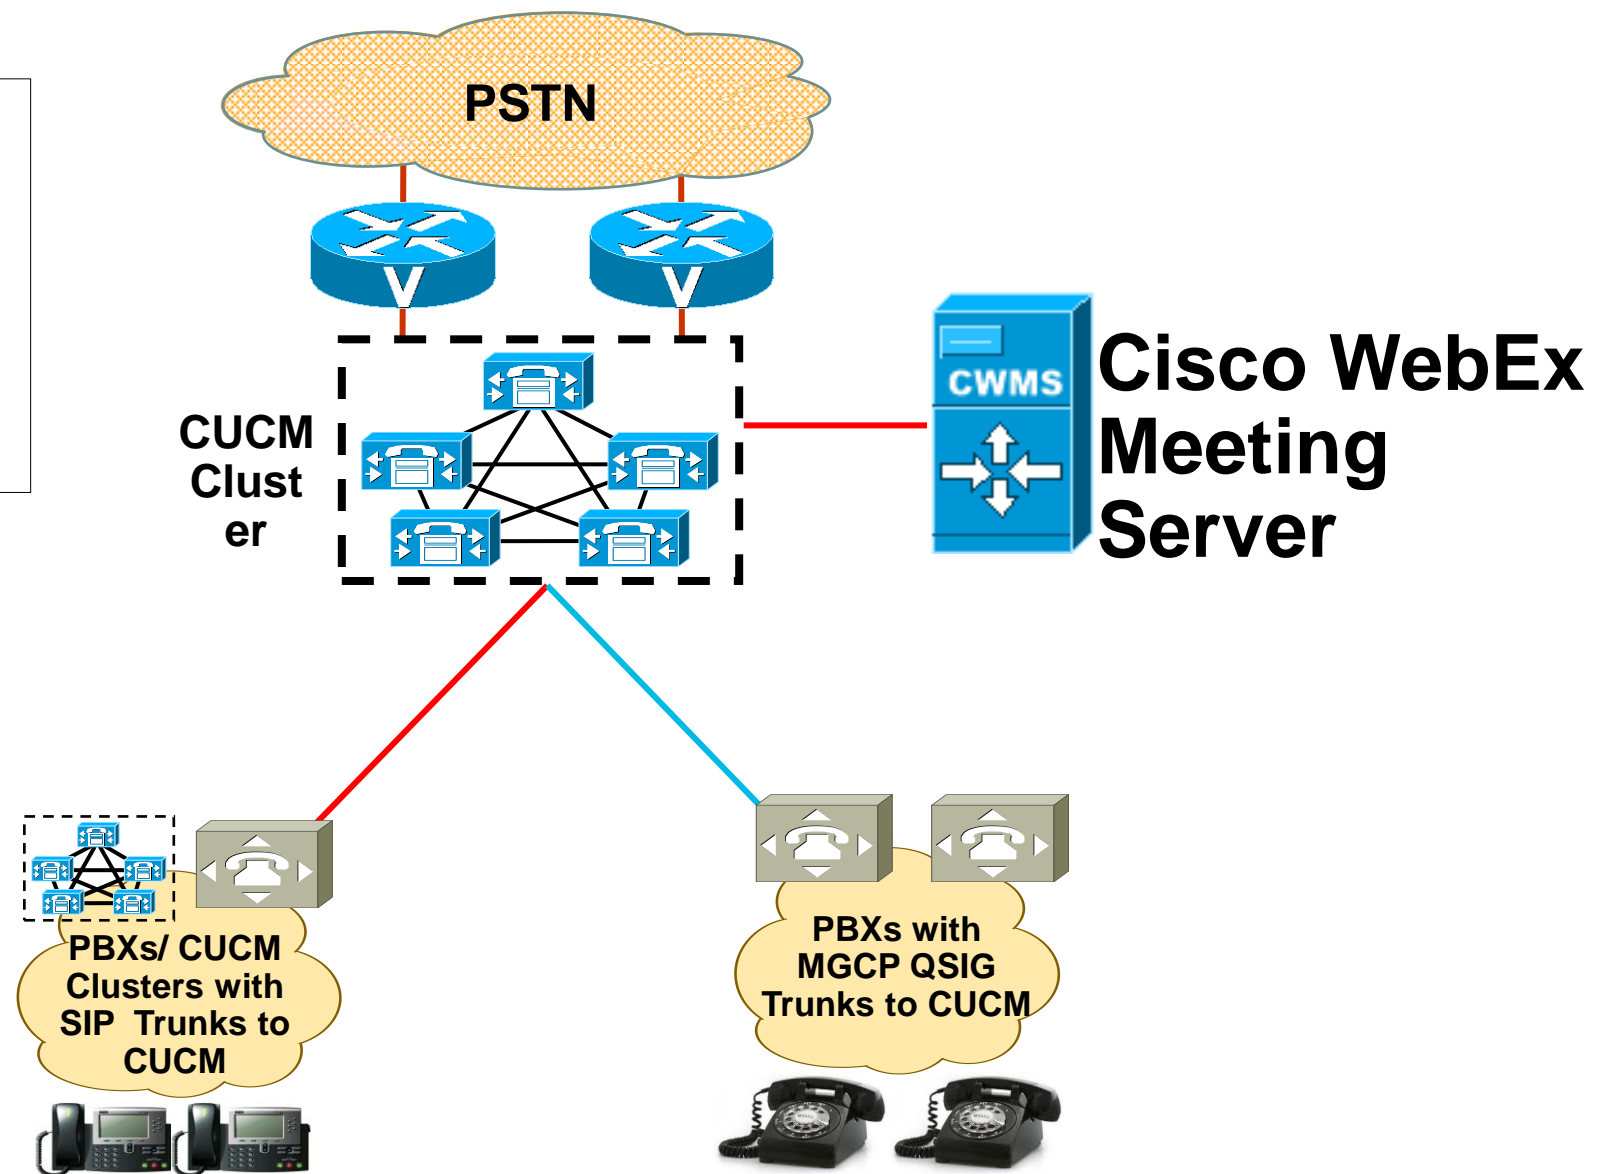 PSTN
V
V
CUCM
Clust
er
CWMS
Cisco WebEx
Meeting
Server
PBXs/ CUCM
Clusters with
SIP Trunks to
CUCM
PBXs with
MGCP QSIG
Trunks to CUCM